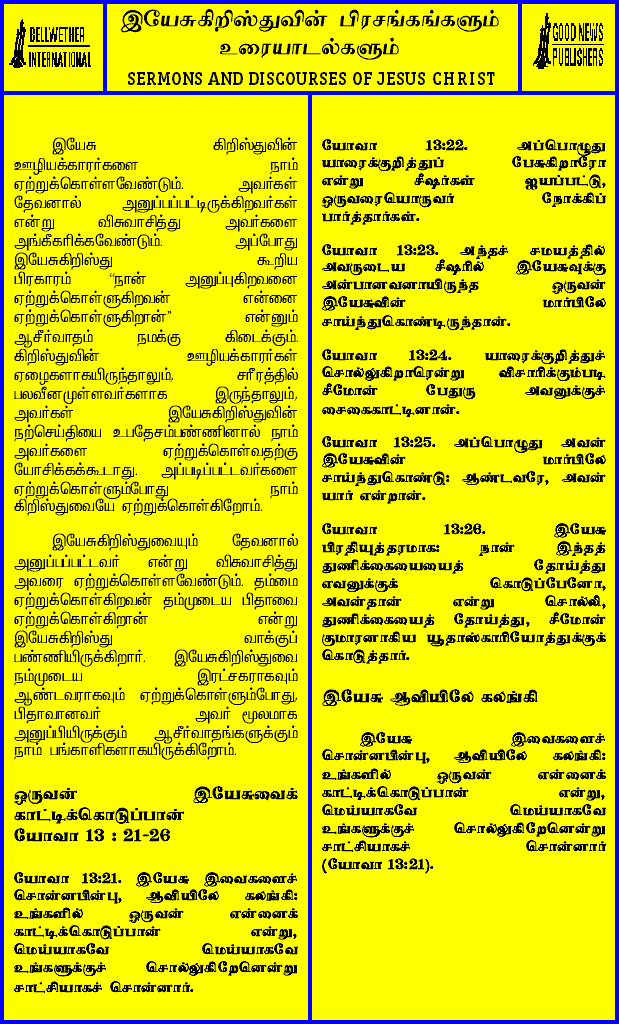 BELLWETHER
INTERNATIONAL
இயேசுகிறிஸ்துவின் பிரசங்கங்களும்
உரையாடல்களும்
SERMONS AND DISCOURSES OF JESUS CHRIST
GOOD NEWS
PUBLISHERS
இயேசு கிறிஸ்துவின்
ஊழியக்காரர்களை நாம்
ஏற்றுக்கொள்ளவேண்டும். அவர்கள்
தேவனால் அனுப்பப்பட்டிருக்கிறவர்கள்
என்று விசுவாசித்து அவர்களை
அங்கீகரிக்கவேண்டும். அப்போது
இயேசுகிறிஸ்து கூறிய
பிரகாரம் “நான் அனுப்புகிறவனை
ஏற்றுக்கொள்ளுகிறவன் என்னை
ஏற்றுக்கொள்ளுகிறான்” என்னும்
ஆசீர்வாதம் நமக்கு கிடைக்கும்.
கிறிஸ்துவின் ஊழியக்காரர்கள்
ஏழைகளாகயிருந்தாலும், சரீரத்தில்
பலவீனமுள்ளவர்களாக இருந்தாலும்,
அவர்கள் இயேசுகிறிஸ்துவின்
நற்செய்தியை உபதேசம்பண்ணினால் நாம்
அவர்களை ஏற்றுக்கொள்வதற்கு
யோசிக்கக்கூடாது. அப்படிப்பட்டவர்களை
ஏற்றுக்கொள்ளும்போது நாம்
கிறிஸ்துவையே ஏற்றுக்கொள்கிறோம்.
இயேசுகிறிஸ்துவையும் தேவனால்
அனுப்பப்பட்டவர் என்று விசுவாசித்து
அவரை ஏற்றுக்கொள்ளவேண்டும். தம்மை
ஏற்றுக்கொள்கிறவன் தம்முடைய பிதாவை
ஏற்றுக்கொள்கிறான் என்று
இயேசுகிறிஸ்து வாக்குப்
பண்ணியிருக்கிறார். இயேசுகிறிஸ்துவை
நம்முடைய இரட்சகராகவும்
ஆண்டவராகவும் ஏற்றுக்கொள்ளும்போது,
பிதாவானவர் அவர் மூலமாக
அனுப்பியிருக்கும் ஆசீர்வாதங்களுக்கும்
நாம் பங்காளிகளாகயிருக்கிறோம்.
ஒருவன் இயேசுவைக்
காட்டிக்கொடுப்பான்
யோவா 13 : 21-26
யோவா 13:21. இயேசு இவைகளைச்
சொன்னபின்பு, ஆவியிலே கலங்கி:
உங்களில் ஒருவன் என்னைக்
காட்டிக்கொடுப்பான் என்று,
மெய்யாகவே மெய்யாகவே
உங்களுக்குச் சொல்லுகிறேனென்று
சாட்சியாகச் சொன்னார்.
யோவா 13:22. அப்பொழுது
யாரைக்குறித்துப் பேசுகிறாரோ
என்று சீஷர்கள் ஐயப்பட்டு,
ஒருவரையொருவர் நோக்கிப்
பார்த்தார்கள்.
யோவா 13:23. அந்தச் சமயத்தில்
அவருடைய சீஷரில் இயேசுவுக்கு
அன்பானவனாயிருந்த ஒருவன்
இயேசுவின் மார்பிலே
சாய்ந்துகொண்டிருந்தான்.
யோவா 13:24. யாரைக்குறித்துச்
சொல்லுகிறாரென்று விசாரிக்கும்படி
சீமோன் பேதுரு அவனுக்குச்
சைகைகாட்டினான்.
யோவா 13:25. அப்பொழுது அவன்
இயேசுவின் மார்பிலே
சாய்ந்துகொண்டு: ஆண்டவரே, அவன்
யார் என்றான்.
யோவா 13:26. இயேசு
பிரதியுத்தரமாக: நான் இந்தத்
துணிக்கையையைத் தோய்த்து
எவனுக்குக் கொடுப்பேனோ,
அவன்தான் என்று சொல்லி,
துணிக்கையைத் தோய்த்து, சீமோன்
குமாரனாகிய யூதாஸ்காரியோத்துக்குக்
கொடுத்தார்.
இயேசு ஆவியிலே கலங்கி
இயேசு இவைகளைச்
சொன்னபின்பு, ஆவியிலே கலங்கி:
உங்களில் ஒருவன் என்னைக்
காட்டிக்கொடுப்பான் என்று,
மெய்யாகவே மெய்யாகவே
உங்களுக்குச் சொல்லுகிறேனென்று
சாட்சியாகச் சொன்னார்
(யோவா 13:21).